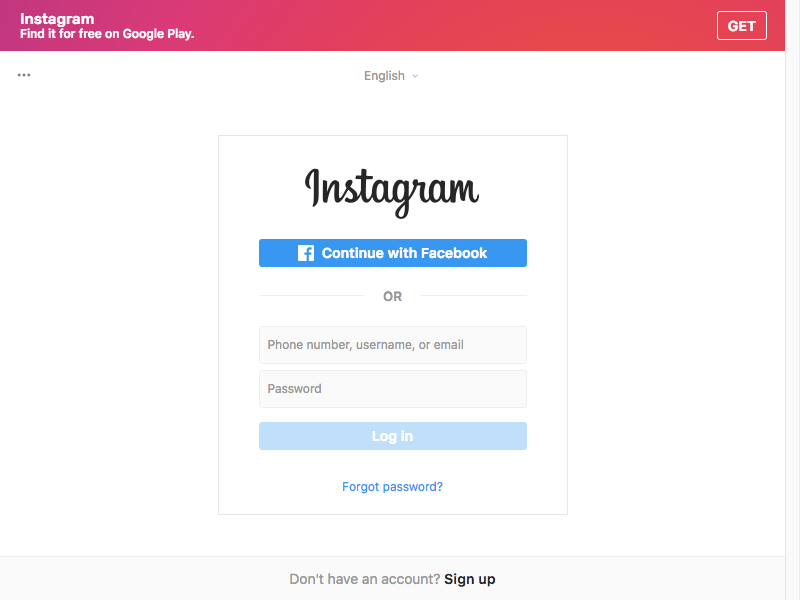 Instagram
Find it for free on Google Play.
GET
English
Instagram
Continue with Facebook
OR
Phone number, username, or email
Password
Log in
Forgot password?
Don't have an account? Sign up